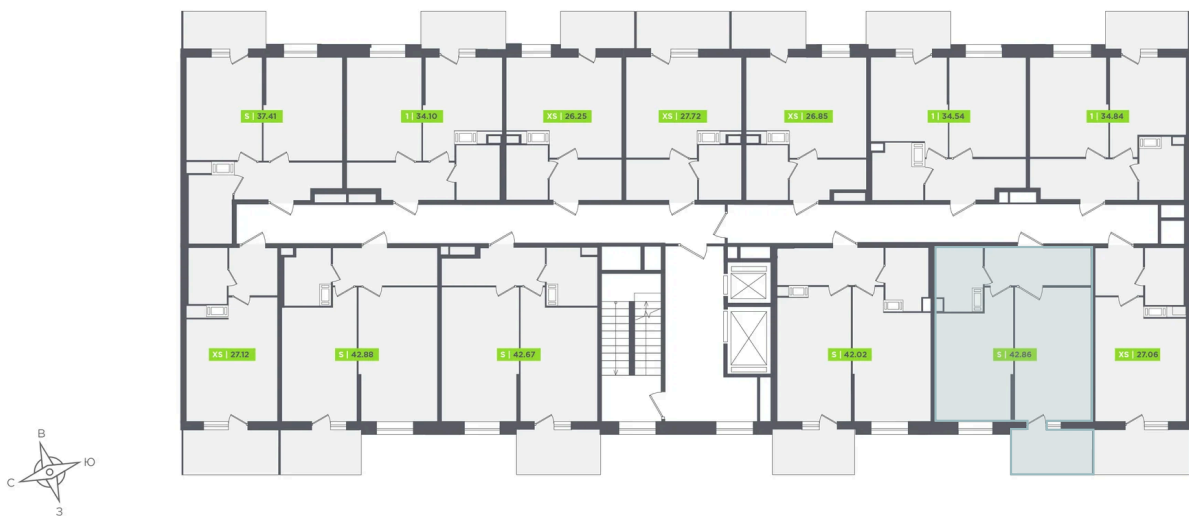 S | 37.41
1 | 34.10
XS | 26.25
XS | 27.72
XS | 26.85
1 | 34.54
1 | 34.84
XS | 27.12
S | 42.88
S | 42.67
S | 42.02
S | 42.86
XS | 27.06
В
Ю
С
З